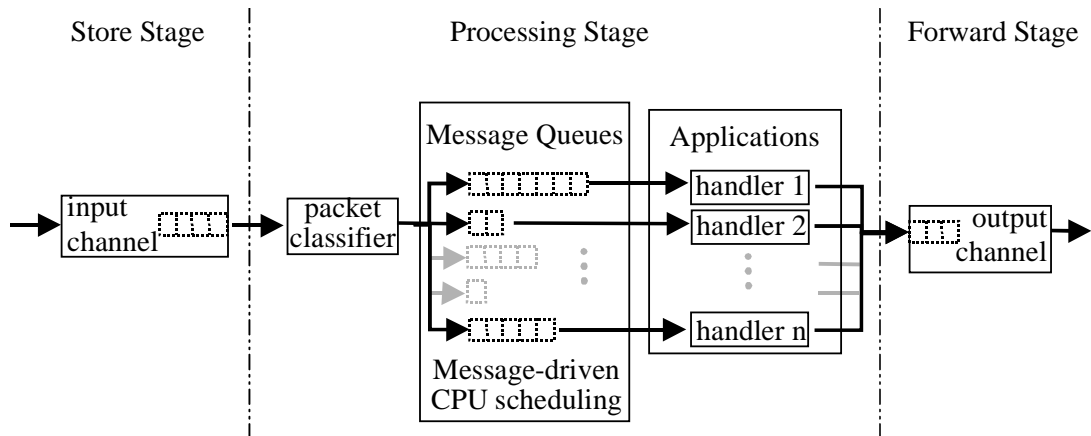 Store Stage
Processing Stage
Forward Stage
input
channel
packet
classifier
Message Queues
Message-driven
CPU scheduling
Applications
handler 1
handler 2
handler n
output
channel